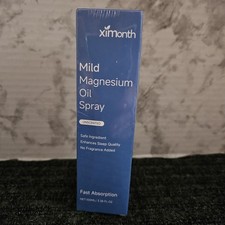 xiMonth
Mild
Magnesium
Oil
Spray
Safe Ingredient
Enhances Sleep Quality
No Fragrance Added
Fast Absorption